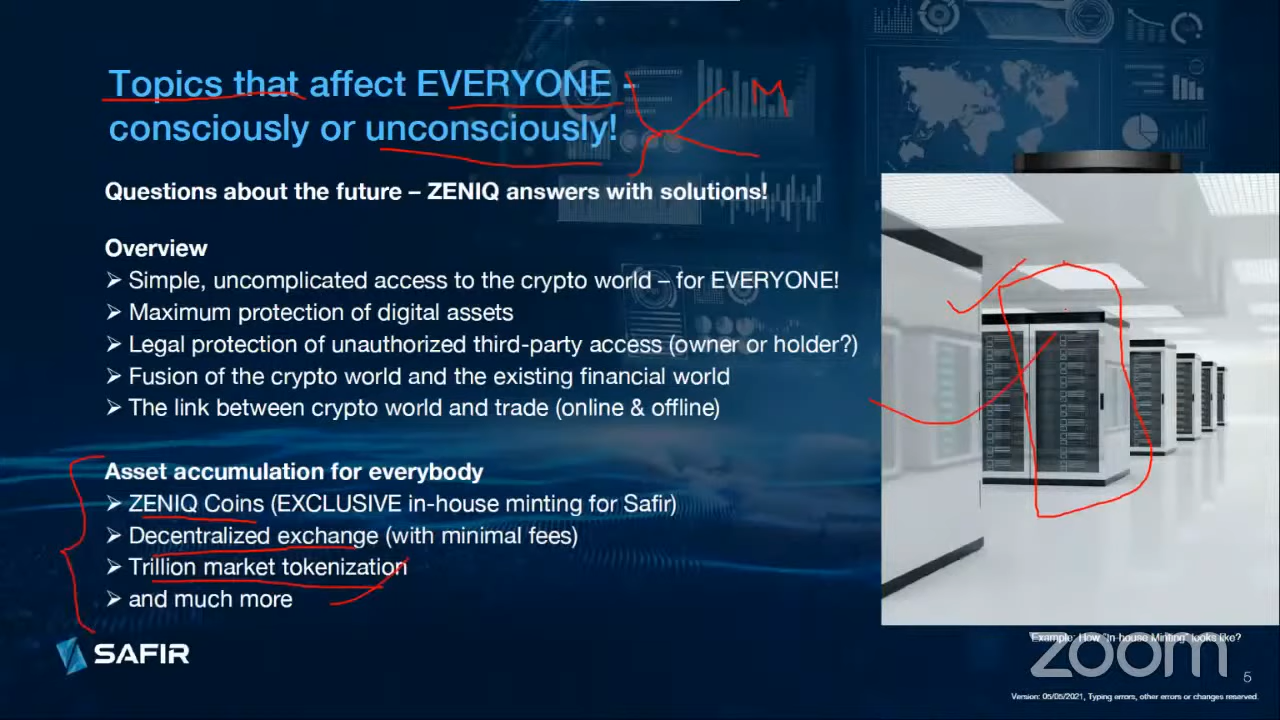 Topics that affect EVERYONE -
consciously or unconsciously!
M
Questions about the future – ZENIQ answers with solutions!
Overview
➢ Simple, uncomplicated access to the crypto world – for EVERYONE!
➢ Maximum protection of digital assets
➢ Legal protection of unauthorized third-party access (owner or holder?)
➢ Fusion of the crypto world and the existing financial world
➢ The link between crypto world and trade (online & offline)
Asset accumulation for everybody
➢ ZENIQ Coins (EXCLUSIVE in-house minting for Safir)
➢ Decentralized exchange (with minimal fees)
➢ Trillion market tokenization
➢ and much more
SAFIR
Example: How "In-house Minting" looks like?
zoom
5
Version: 05/05/2021, Typing errors, other errors or changes reserved.